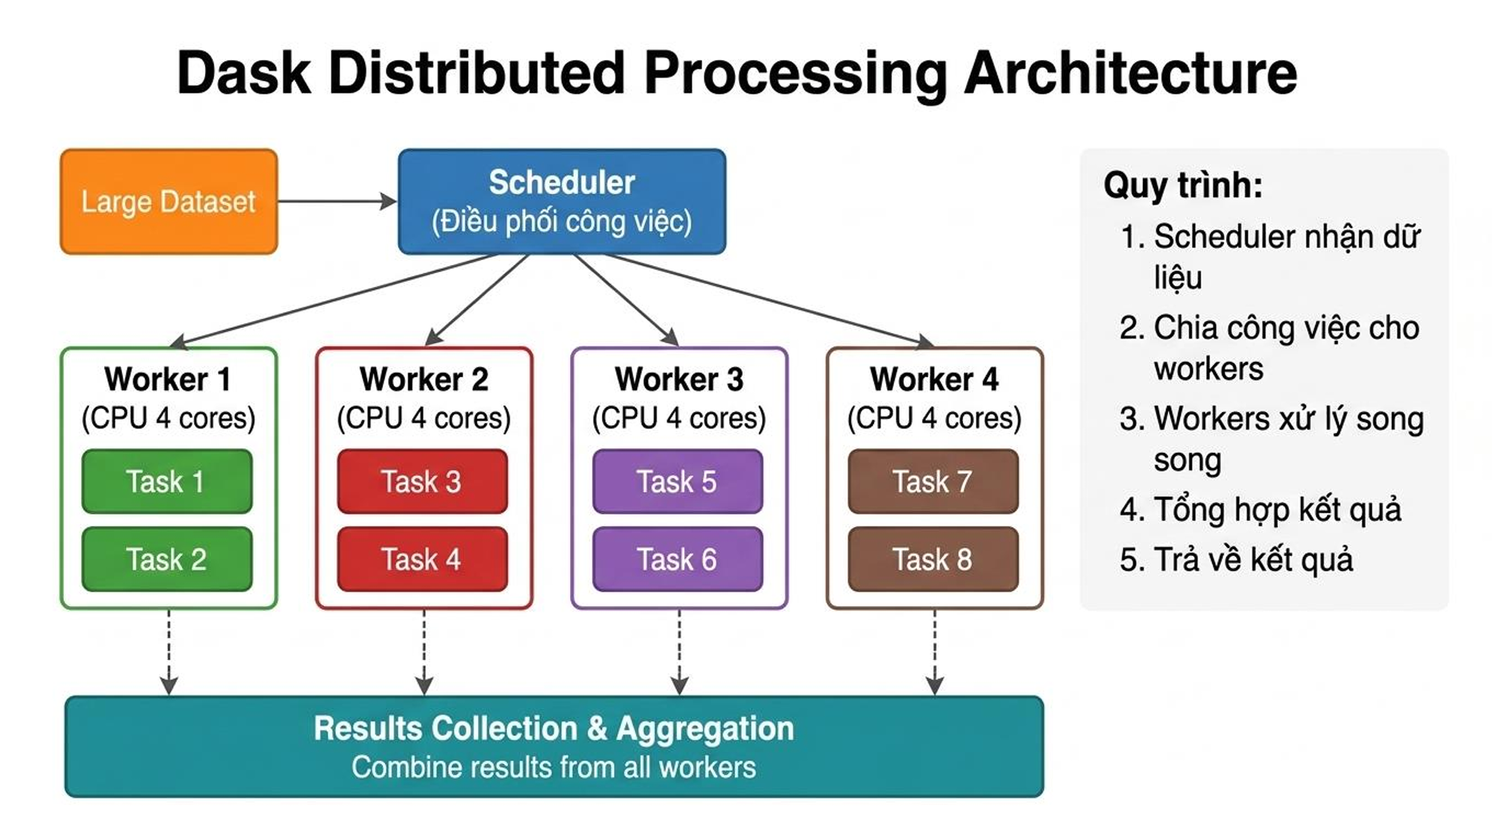 Dask Distributed Processing Architecture
Large Dataset
Scheduler
(Điều phối công việc)
Worker 1
(CPU 4 cores)
Task 1
Task 2
Worker 2
(CPU 4 cores)
Task 3
Task 4
Worker 3
(CPU 4 cores)
Task 5
Task 6
Worker 4
(CPU 4 cores)
Task 7
Task 8
Results Collection & Aggregation
Combine results from all workers
Quy trình:
1. Scheduler nhận dữ
liệu
2. Chia công việc cho
workers
3. Workers xử lý song
song
4. Tổng hợp kết quả
5. Trả về kết quả